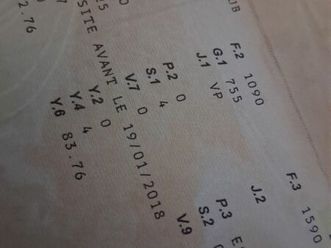 F.2 1090
F.3 1590
G.1 755
J.1 VP
J.2
P.2 0
P.3 E
S.1 4
S.2
V.7 0
V.9
SITE AVANT LE 19/01/2018
Y.2 0
Y.4 4
Y.6 83.76
2.76